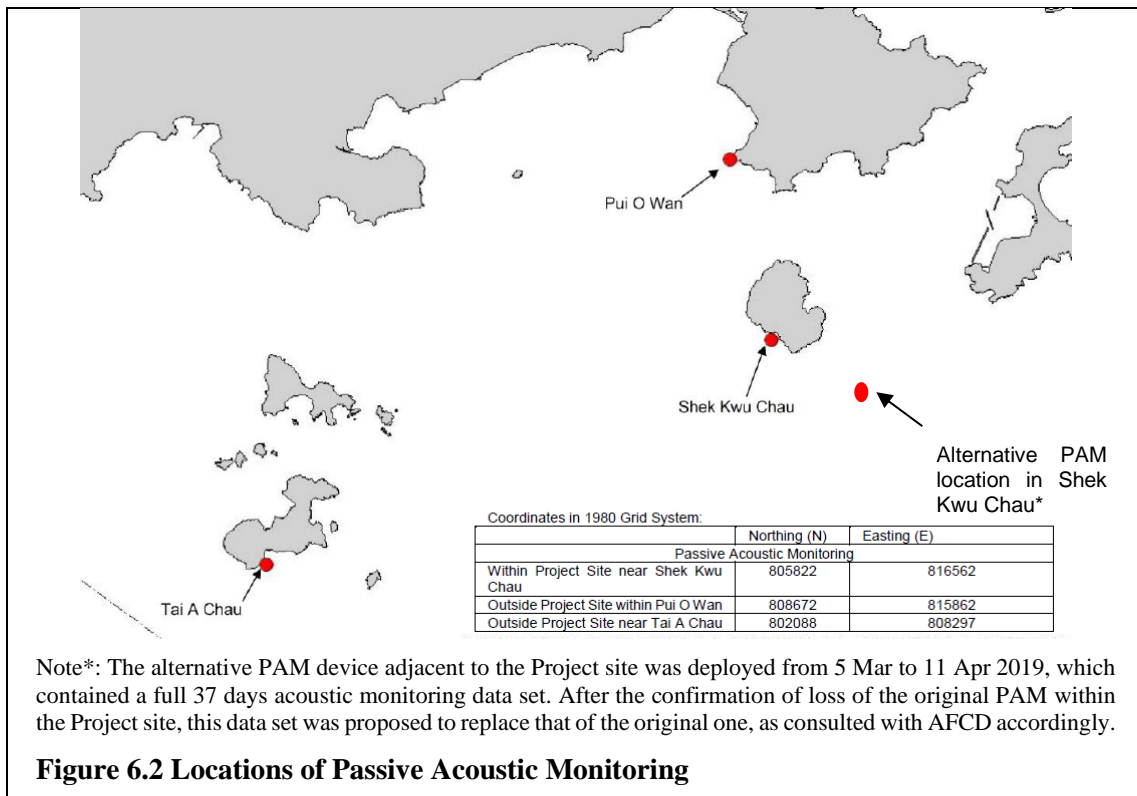 Pui O Wan
Shek Kwu Chau
Alternative PAM
location in Shek
Kwu Chau*
Tai A Chau
Coordinates in 1980 Grid System:
Northing (N) Easting (E)
Passive Acoustic Monitoring
Within Project Site near Shek Kwu 805822 816562
Chau
Outside Project Site within Pui O Wan 808672 815862
Outside Project Site near Tai A Chau 802088 808297
Note*: The alternative PAM device adjacent to the Project site was deployed from 5 Mar to 11 Apr 2019, which
contained a full 37 days acoustic monitoring data set. After the confirmation of loss of the original PAM within
the Project site, this data set was proposed to replace that of the original one, as consulted with AFCD accordingly.
Figure 6.2 Locations of Passive Acoustic Monitoring